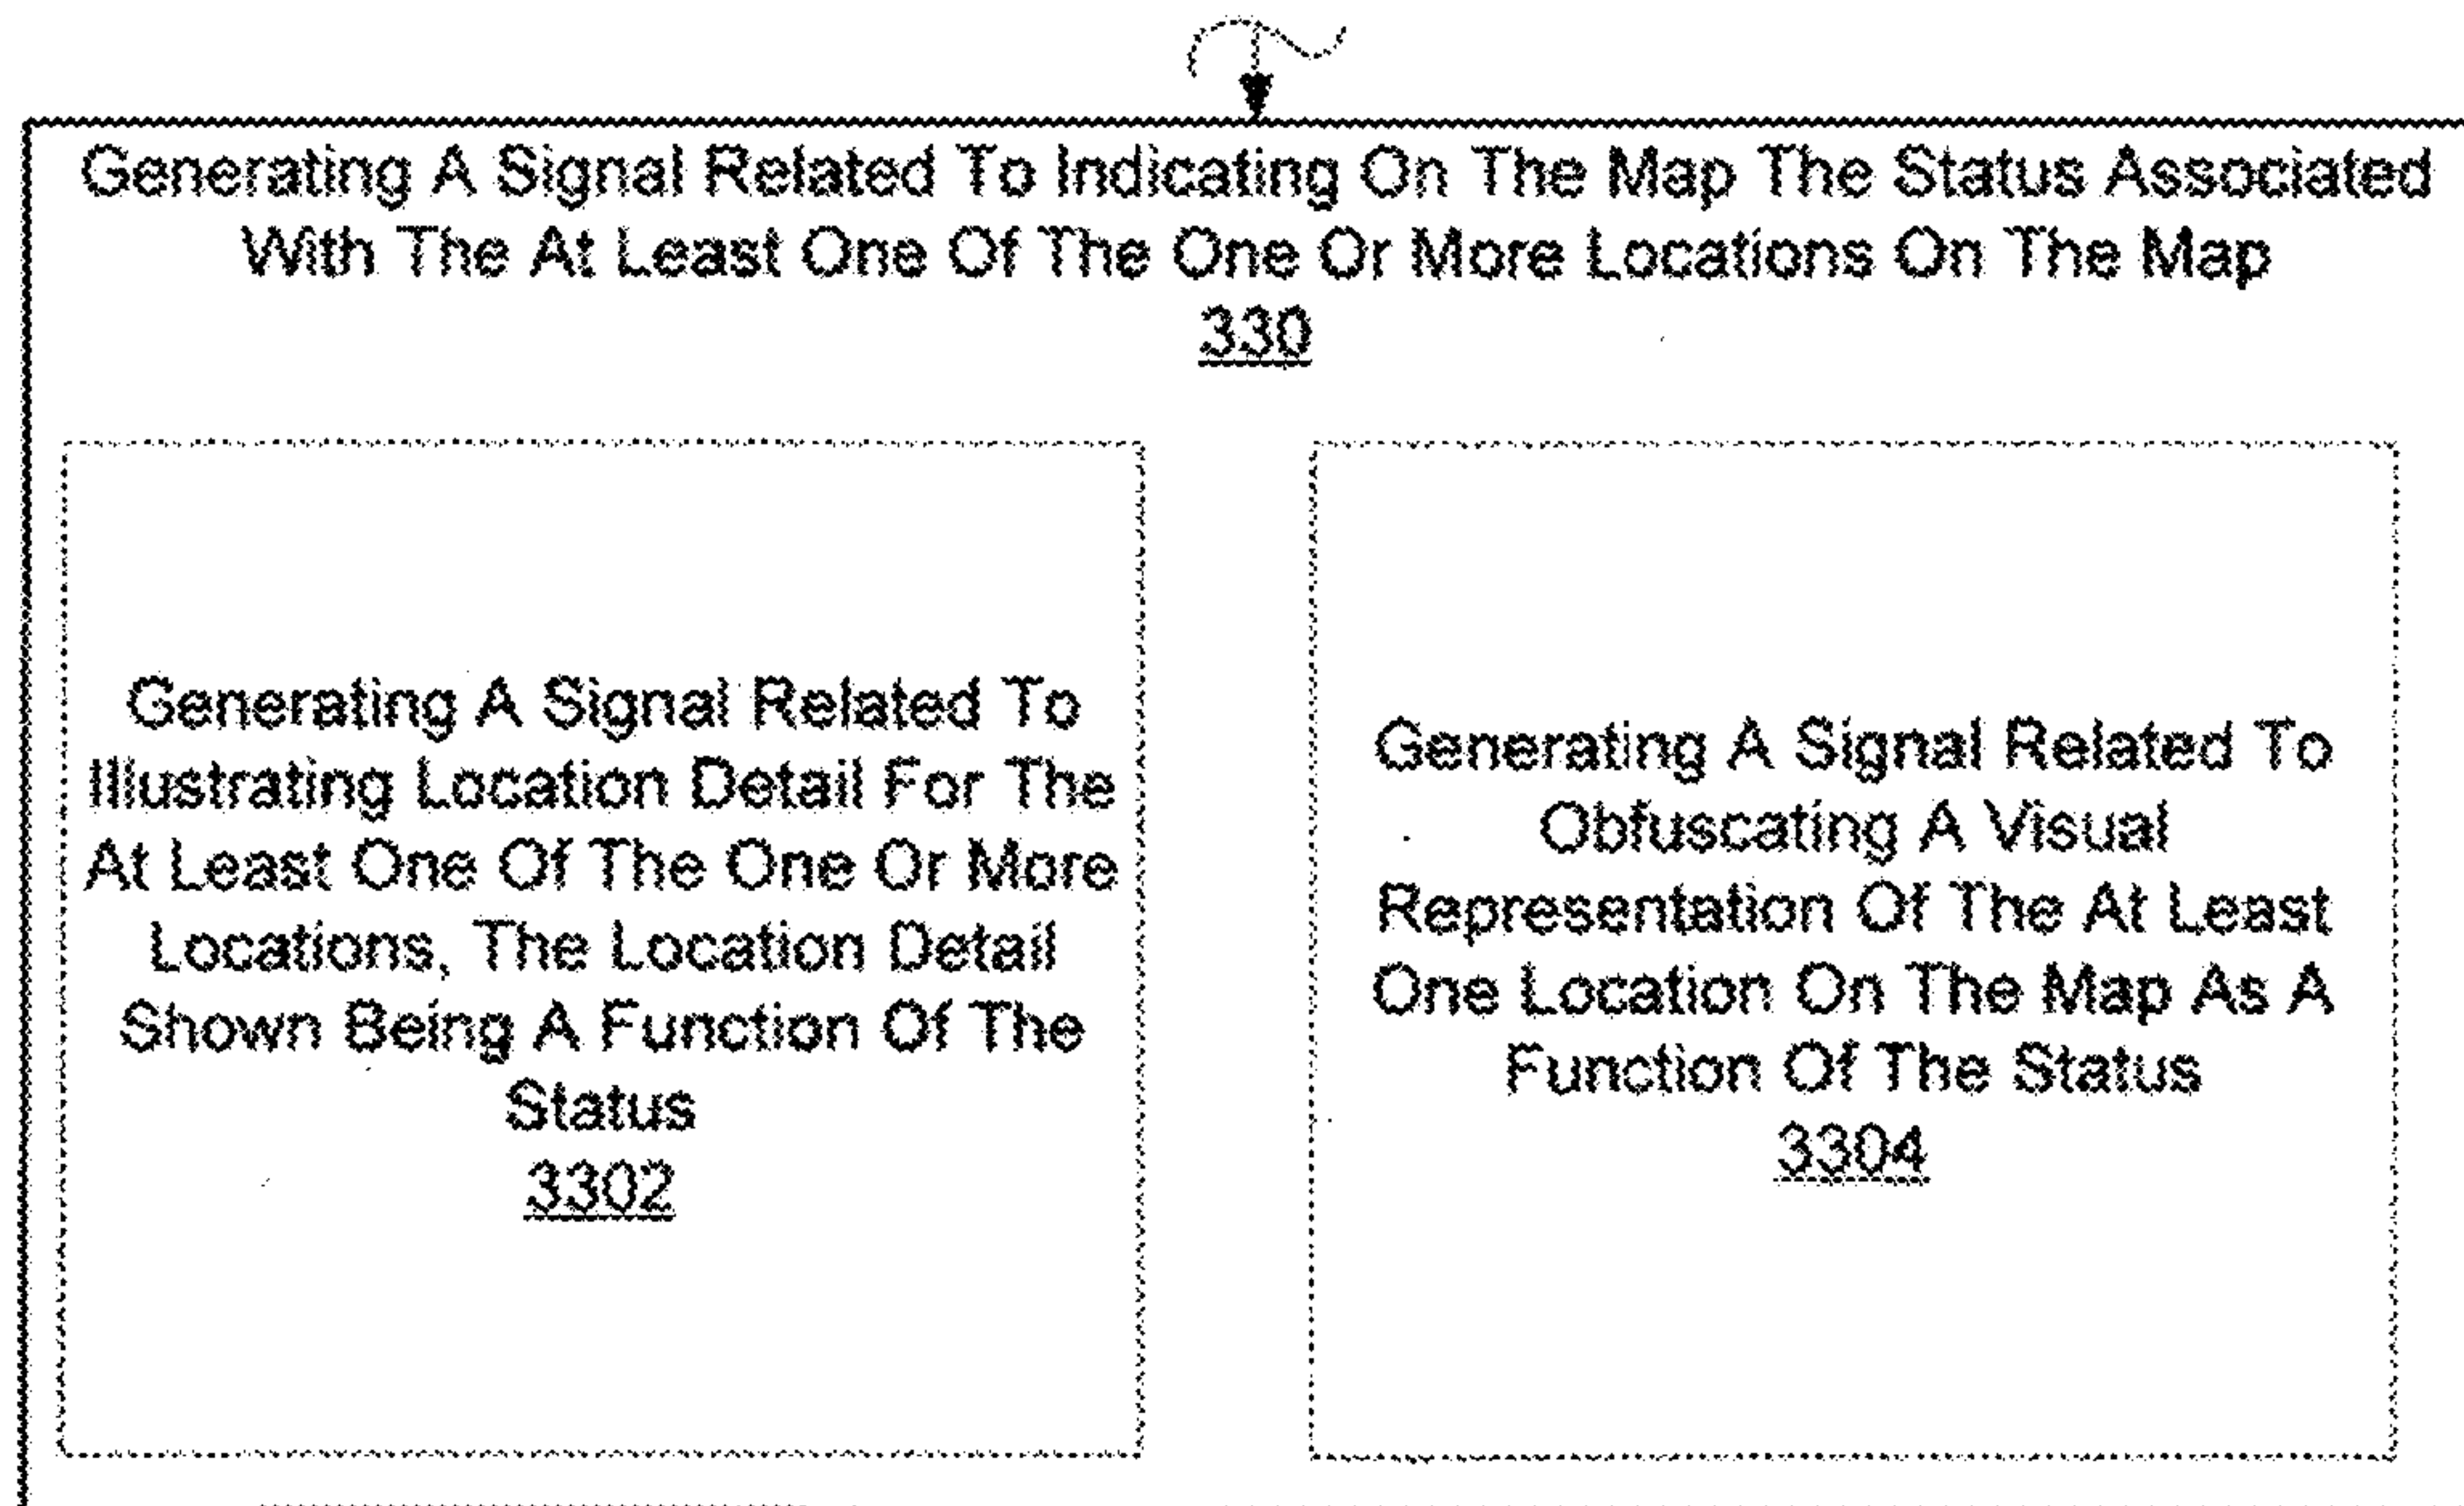 Generating A Signal Related To Indicating On The Map The Status Associated
With The At Least One Of The One Or More Locations On The Map
330
Generating A Signal Related To
Illustrating Location Detail For The
At Least One Of The One Or More
Locations, The Location Detail
Shown Being A Function Of The
Status
3302
Generating A Signal Related To
Obfuscating A Visual
Representation Of The At Least
One Location On The Map As A
Function Of The Status
3304